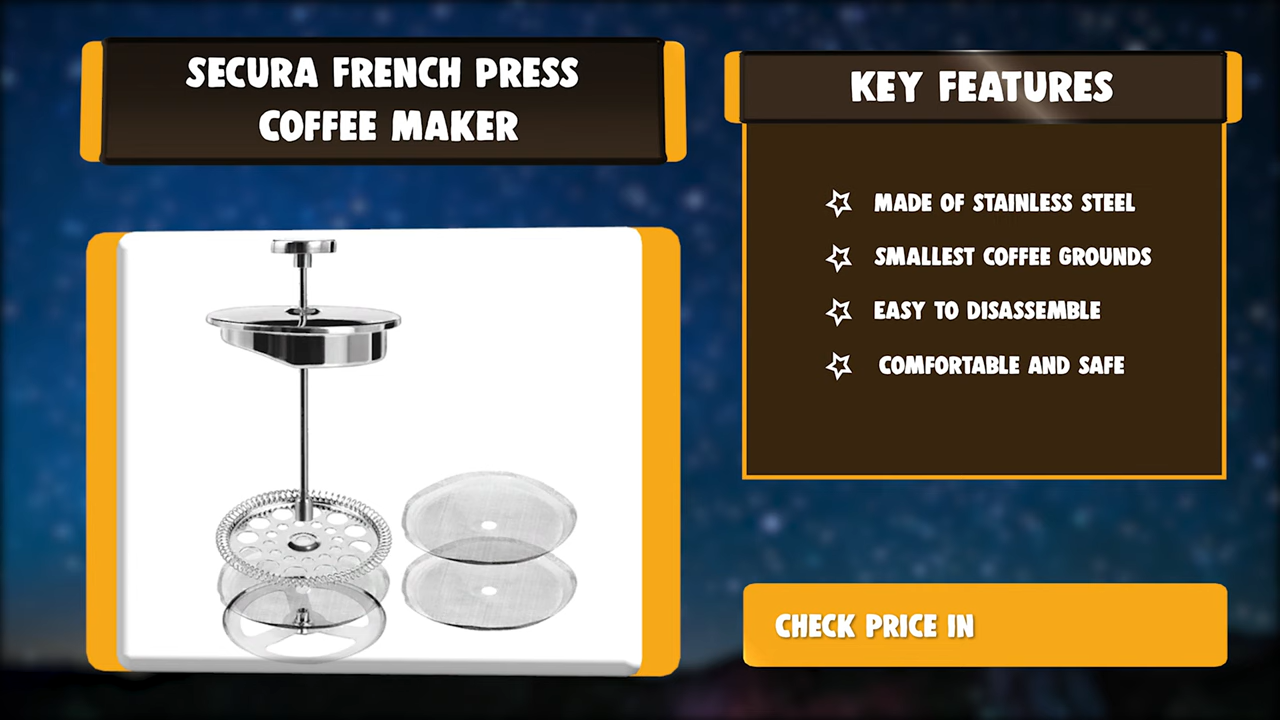 SECURA FRENCH PRESS
COFFEE MAKER
KEY FEATURES
MADE OF STAINLESS STEEL
SMALLEST COFFEE GROUNDS
EASY TO DISASSEMBLE
COMFORTABLE AND SAFE
CHECK PRICE IN